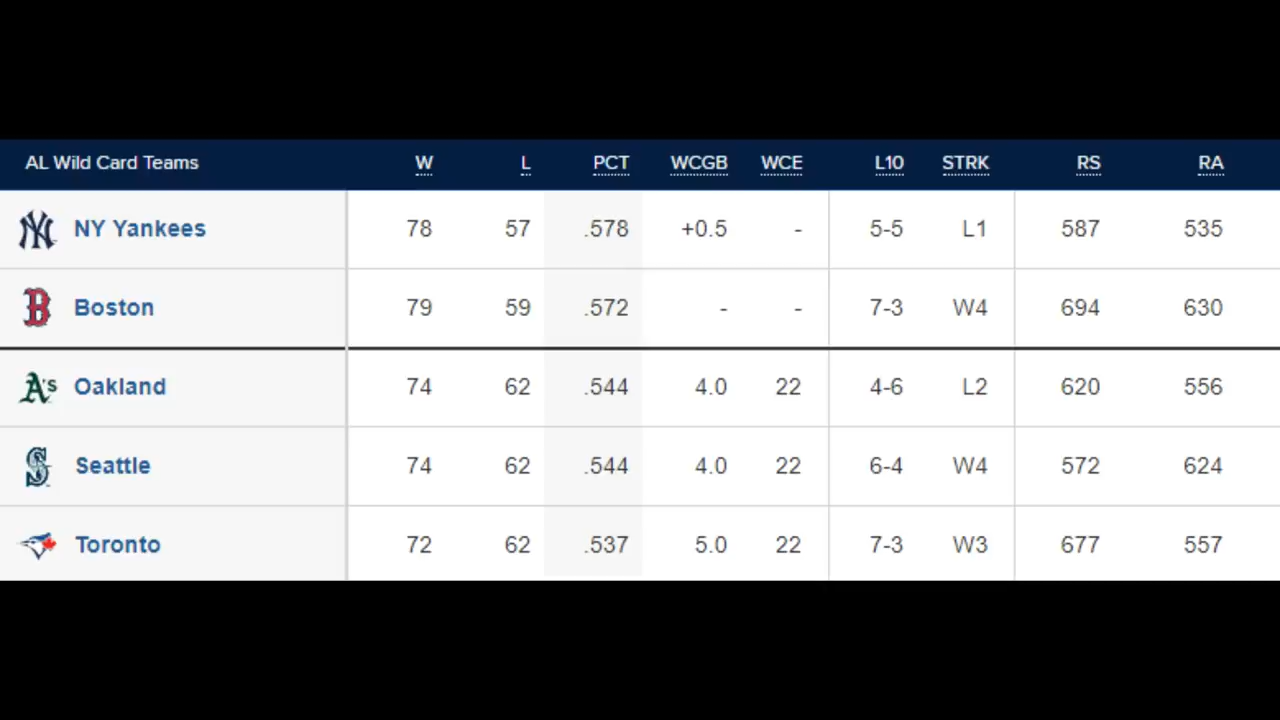 AL Wild Card Teams W L PCT WCGB WCE L10 STRK RS RA
NY Yankees 78 57 .578 +0.5 - 5-5 L1 587 535
B Boston 79 59 .572 - - 7-3 W4 694 630
A's Oakland 74 62 .544 4.0 22 4-6 L2 620 556
S Seattle 74 62 .544 4.0 22 6-4 W4 572 624
Toronto 72 62 .537 5.0 22 7-3 W3 677 557